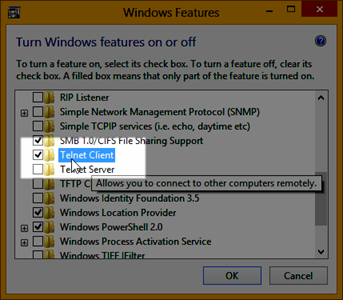 Windows Features
Turn Windows features on or off
To turn a feature on, select its check box. To turn a feature off, clear its
check box. A filled box means that only part of the feature is turned on.
RIP Listener
Simple Network Management Protocol (SNMP)
Simple TCPIP services (i.e. echo, daytime etc)
SMB 1.0/CIFS File Sharing Support
Telnet Client
Telnet Server
TFTP
Allows you to connect to other computers remotely.
Windows Identity Foundation 3.5
Windows Location Provider
Windows PowerShell 2.0
Windows Process Activation Service
Windows TIFF IFilter
OK
Cancel